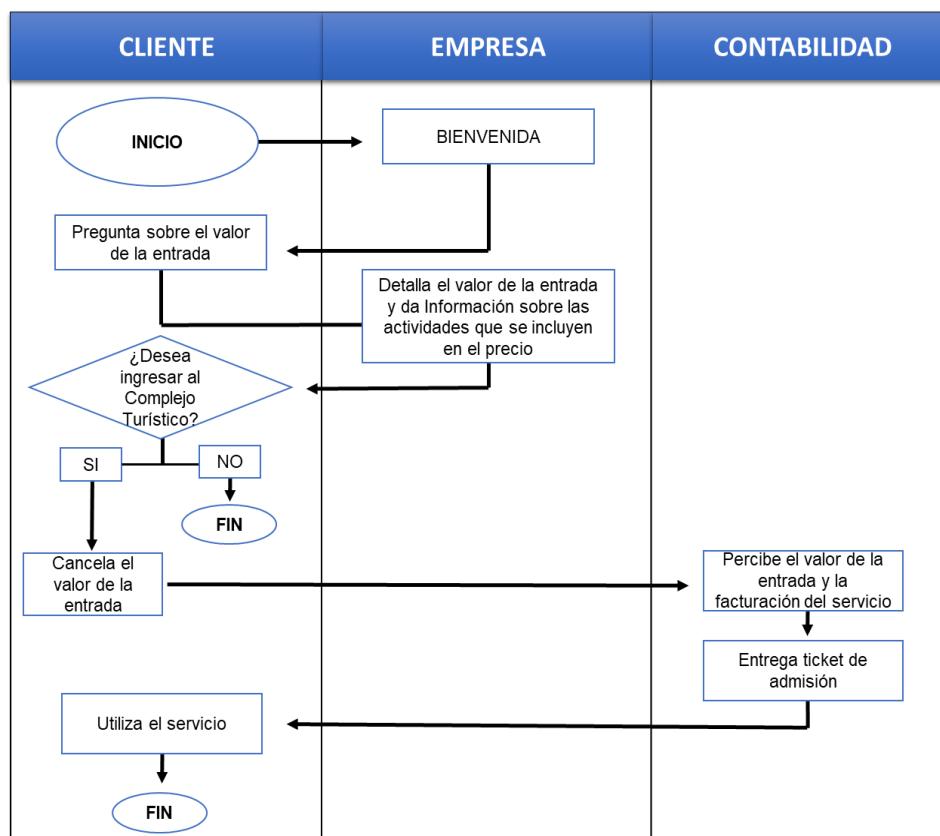 CLIENTE
EMPRESA
CONTABILIDAD
INICIO
BIENVENIDA
Pregunta sobre el valor
de la entrada
Detalla el valor de la entrada
y da Información sobre las
actividades que se incluyen
en el precio
¿Desea
ingresar al
Complejo
Turístico?
SI
NO
FIN
Cancela el
valor de la
entrada
Percibe el valor de la
entrada y la
facturación del servicio
Entrega ticket de
admisión
Utiliza el servicio
FIN